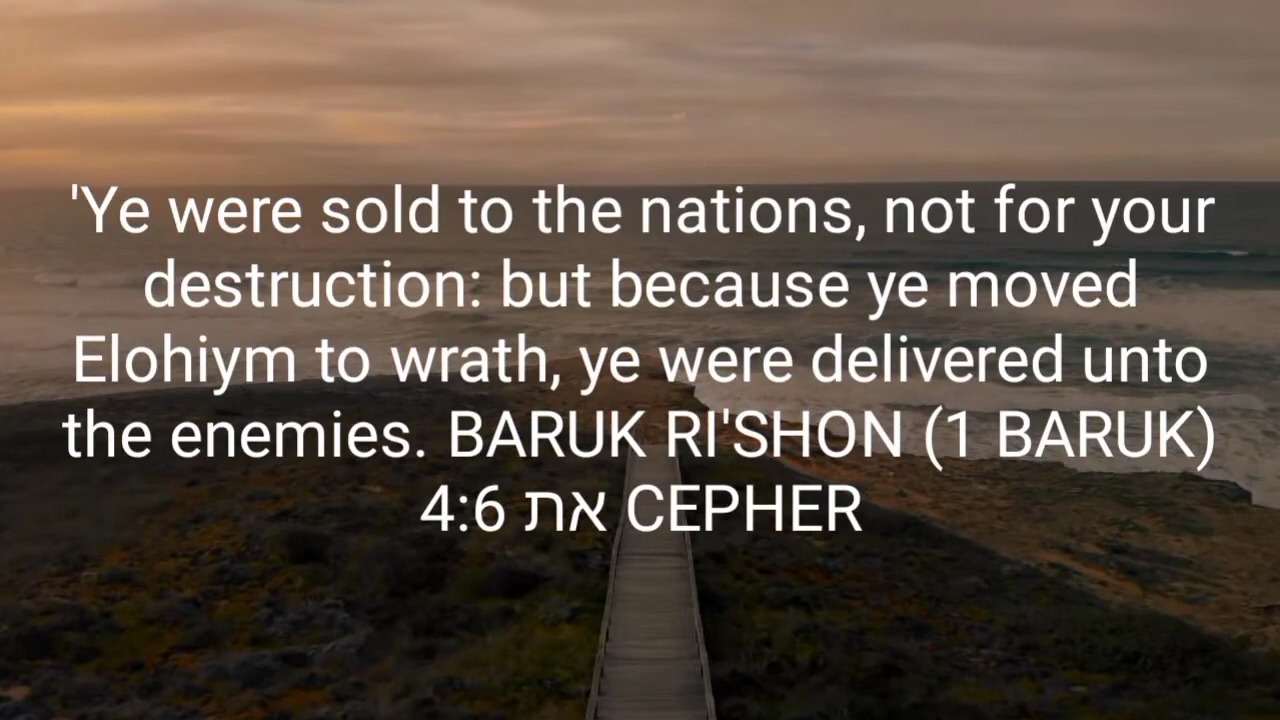 'Ye were sold to the nations, not for your
destruction: but because ye moved
Elohiym to wrath, ye were delivered unto
the enemies. BARUK RI'SHON (1 BARUK)
4:6 את CEPHER